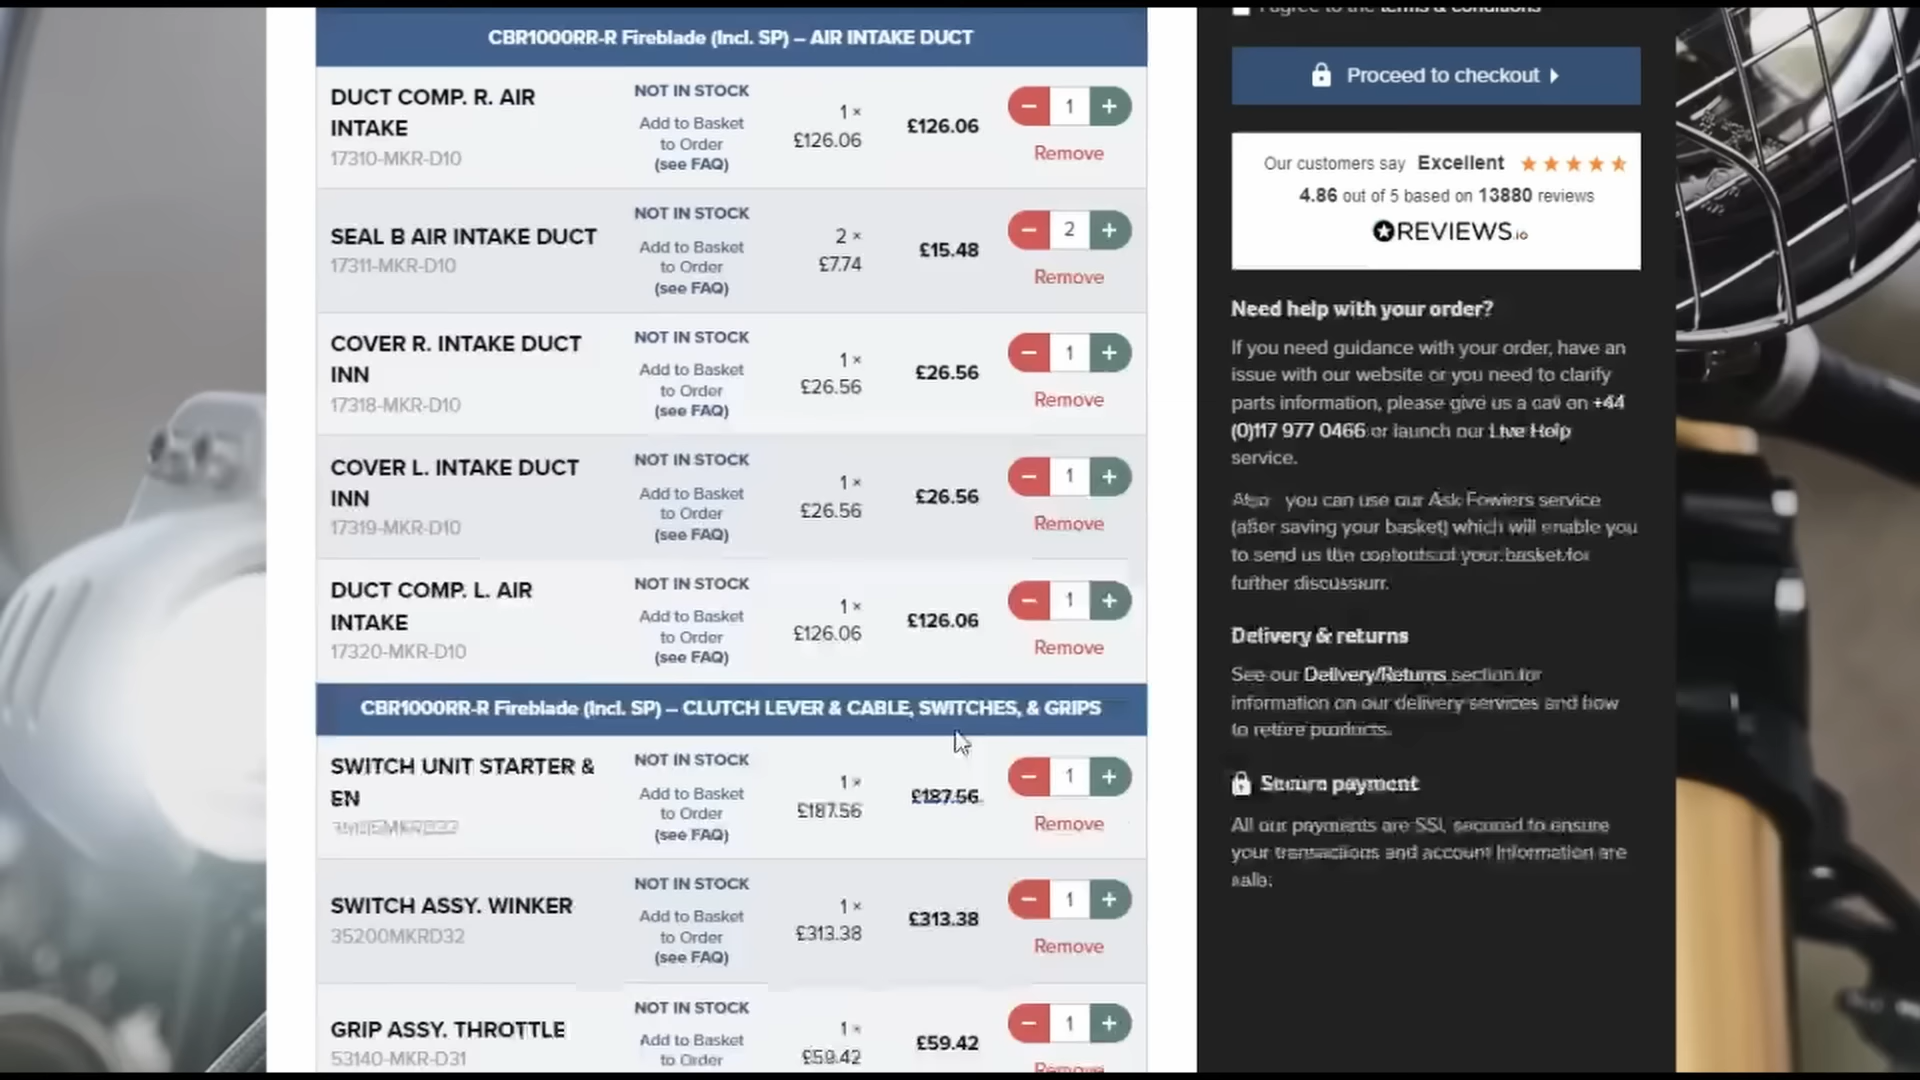 CBR1000RR-R Fireblade (Incl. SP) – AIR INTAKE DUCT
DUCT COMP. R. AIR
INTAKE
17310-MKR-D10
NOT IN STOCK
Add to Basket
to Order
(see FAQ)
1 ×
£126.06
£126.06
1
Remove
SEAL B AIR INTAKE DUCT
17311-MKR-D10
NOT IN STOCK
Add to Basket
to Order
(see FAQ)
2 ×
£7.74
£15.48
2
Remove
COVER R. INTAKE DUCT
INN
17318-MKR-D10
NOT IN STOCK
Add to Basket
to Order
(see FAQ)
1 ×
£26.56
£26.56
1
Remove
COVER L. INTAKE DUCT
INN
17319-MKR-D10
NOT IN STOCK
Add to Basket
to Order
(see FAQ)
1 ×
£26.56
£26.56
1
Remove
DUCT COMP. L. AIR
INTAKE
17320-MKR-D10
NOT IN STOCK
Add to Basket
to Order
(see FAQ)
1 ×
£126.06
£126.06
1
Remove
CBR1000RR-R Fireblade (Incl. SP) – CLUTCH LEVER & CABLE, SWITCHES, & GRIPS
SWITCH UNIT STARTER &
EN
NOT IN STOCK
Add to Basket
to Order
(see FAQ)
1 ×
£187.56
£187.56
1
Remove
SWITCH ASSY. WINKER
35200MKRD32
NOT IN STOCK
Add to Basket
to Order
(see FAQ)
1 ×
£313.38
£313.38
1
Remove
GRIP ASSY. THROTTLE
53140-MKR-D31
NOT IN STOCK
Add to Basket
to Order
1 ×
£59.42
£59.42
1
Remove
I agree to the terms & conditions
Proceed to checkout
Our customers say Excellent
4.86 out of 5 based on 13880 reviews
REVIEWS.io
Need help with your order?
If you need guidance with your order, have an
issue with our website or you need to clarify
parts information, please give us a call on +44
(0)117 977 0466 or launch our Live Help
service.
Also you can use our Ask Fowlers service
(after saving your basket) which will enable you
to send us the contents of your basket for
further discussion.
Delivery & returns
See our Delivery/Returns section for
information on our delivery services and how
to retire products.
Secure payment
All our payments are SSL secured to ensure
your transactions and account information are
safe.